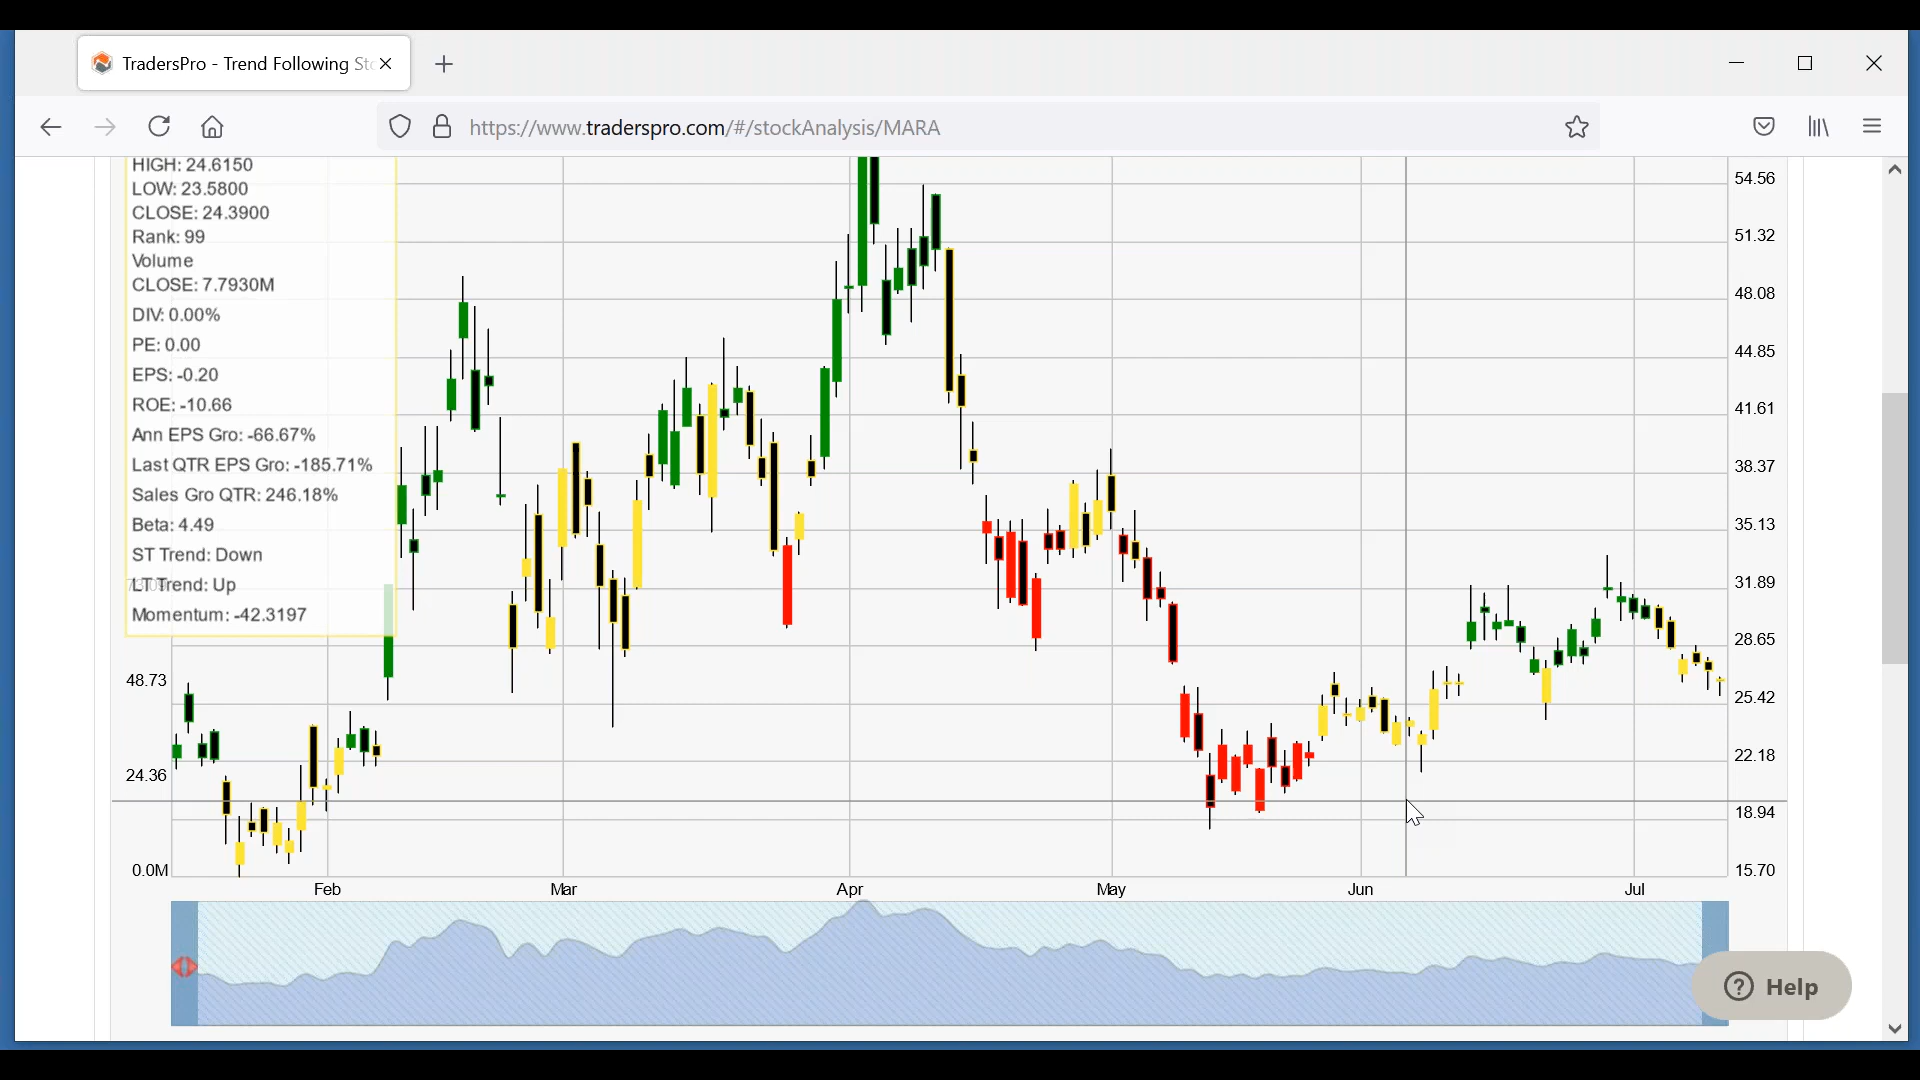 TradersPro - Trend Following Sto
https://www.traderspro.com/#/stockAnalysis/MARA
HIGH: 24.6150
LOW: 23.5800
CLOSE: 24.3900
Rank: 99
Volume
CLOSE: 7.7930M
DIV: 0.00%
PE: 0.00
EPS: -0.20
ROE: -10.66
Ann EPS Gro: -66.67%
Last QTR EPS Gro: -185.71%
Sales Gro QTR: 246.18%
Beta: 4.49
ST Trend: Down
LT Trend: Up
Momentum: -42.3197
48.73
24.36
0.0M
54.56
51.32
48.08
44.85
41.61
38.37
35.13
31.89
28.65
25.42
22.18
18.94
15.70
Feb Mar Apr May Jun Jul
Help